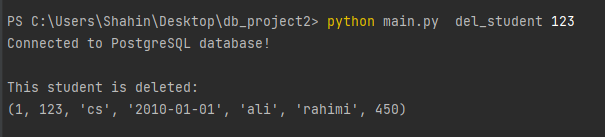 PS C:\Users\Shahin\Desktop\db_project2> python main.py  del_student 123
Connected to PostgreSQL database!
This student is deleted:
(1, 123, 'cs', '2010-01-01', 'ali', 'rahimi', 450)